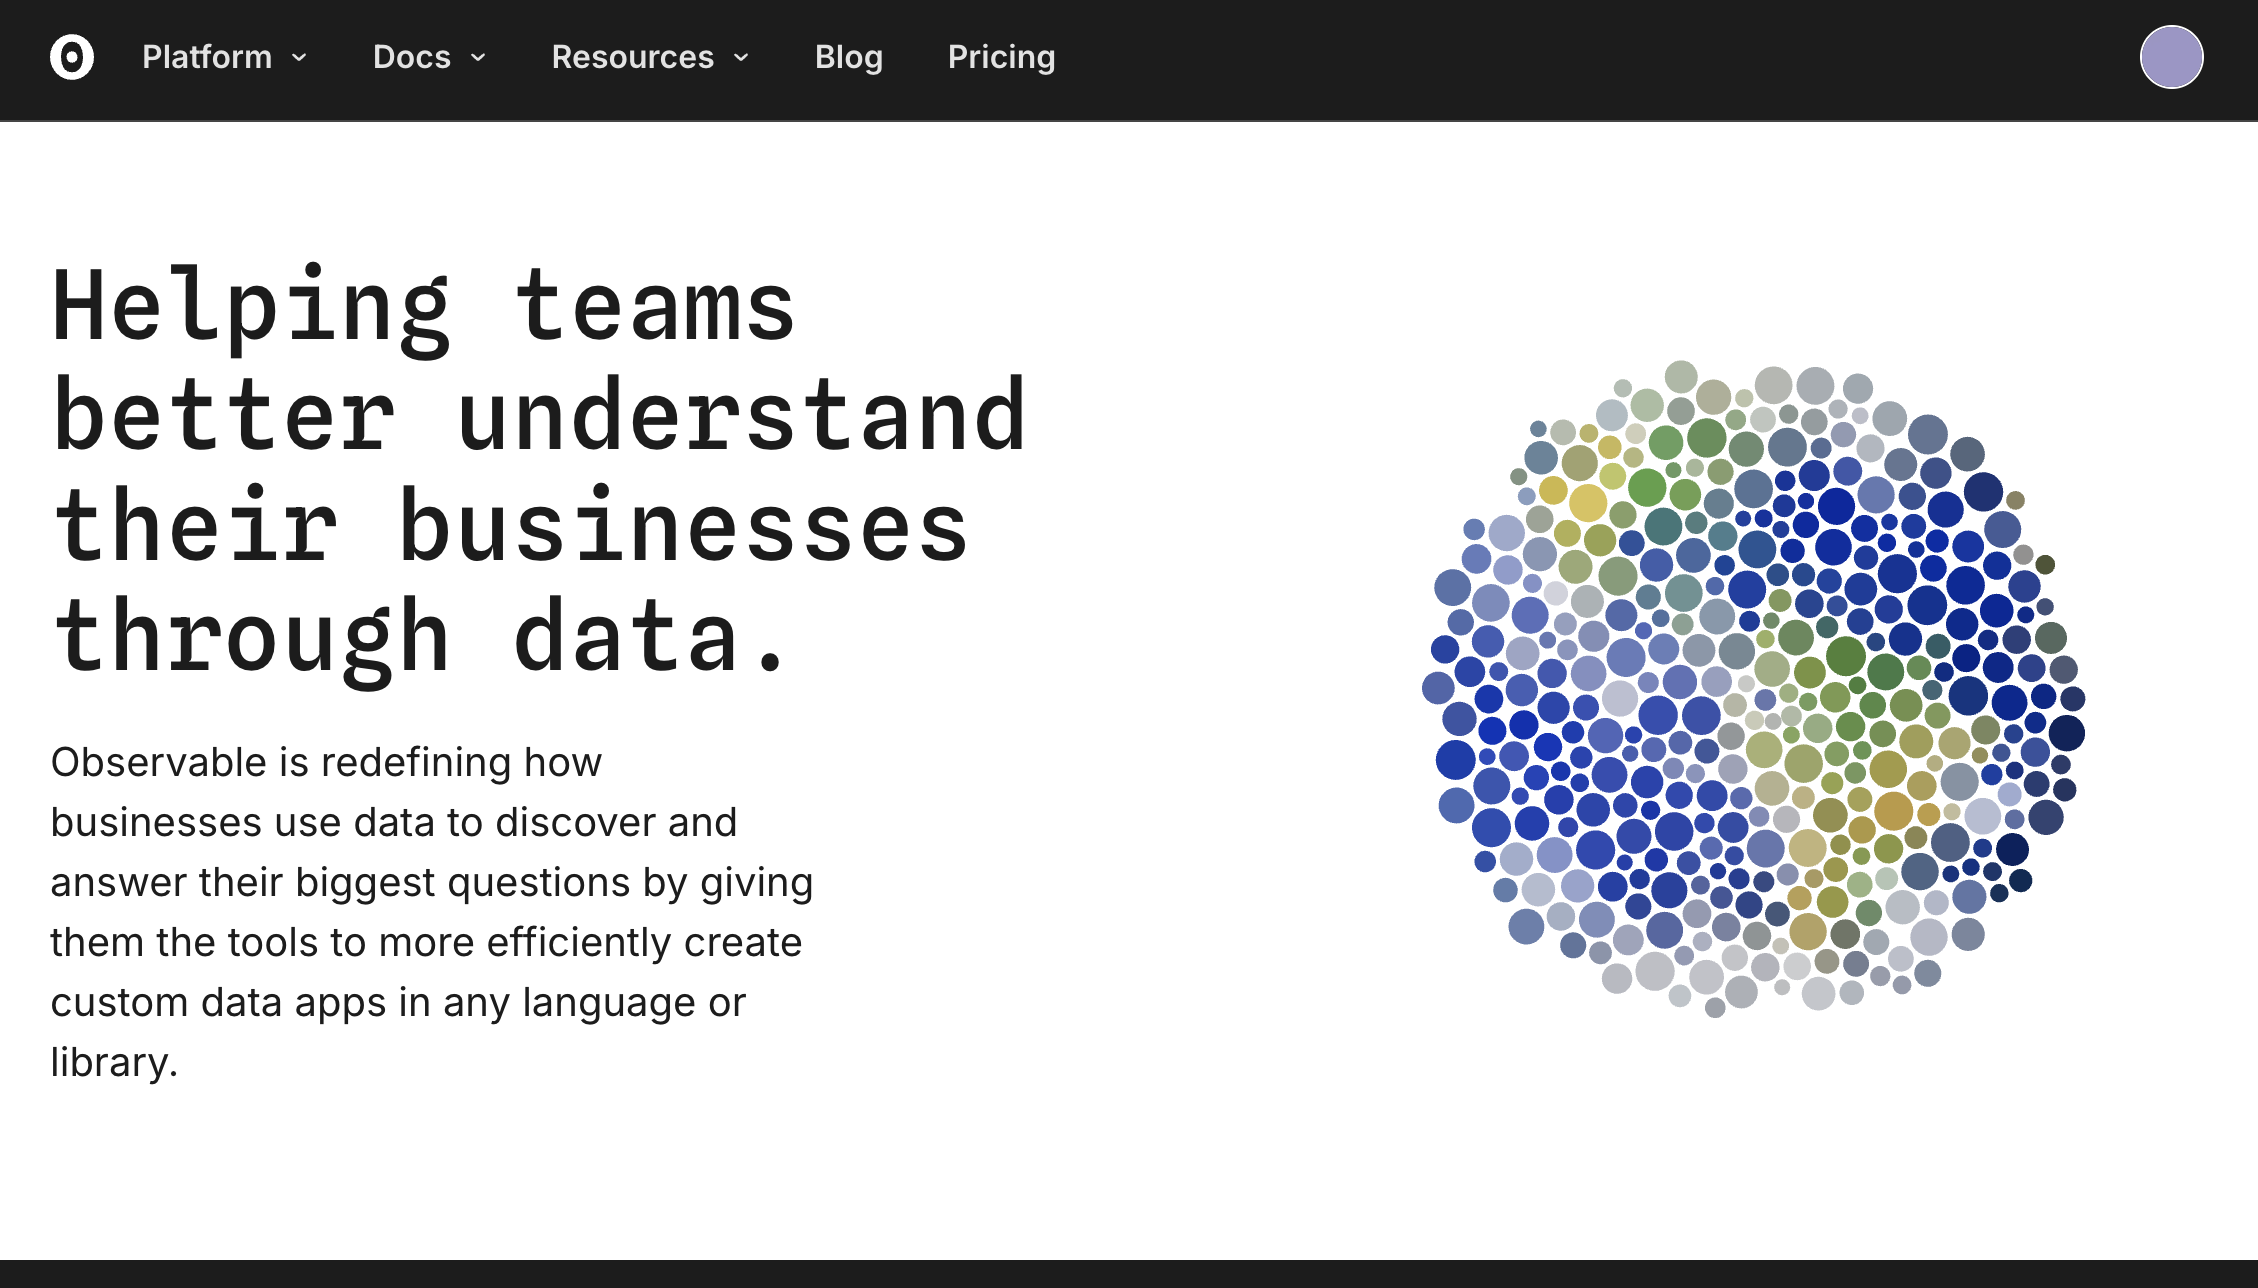 Platform Docs Resources Blog Pricing
Helping teams
better understand
their businesses
through data.
Observable is redefining how
businesses use data to discover and
answer their biggest questions by giving
them the tools to more efficiently create
custom data apps in any language or
library.